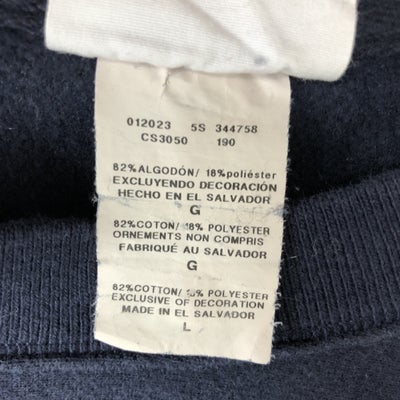 012023 5S 344758
CS3050 190
82%ALGODÓN/ 18%poliéster
EXCLUYENDO DECORACIÓN
HECHO EN EL SALVADOR
G
82%COTON/ 18% POLYESTER
ORNEMENTS NON COMPRIS
FABRIQUÉ AU SALVADOR
G
82%COTTON/ 18% POLYESTER
EXCLUSIVE OF DECORATION
MADE IN EL SALVADOR
L